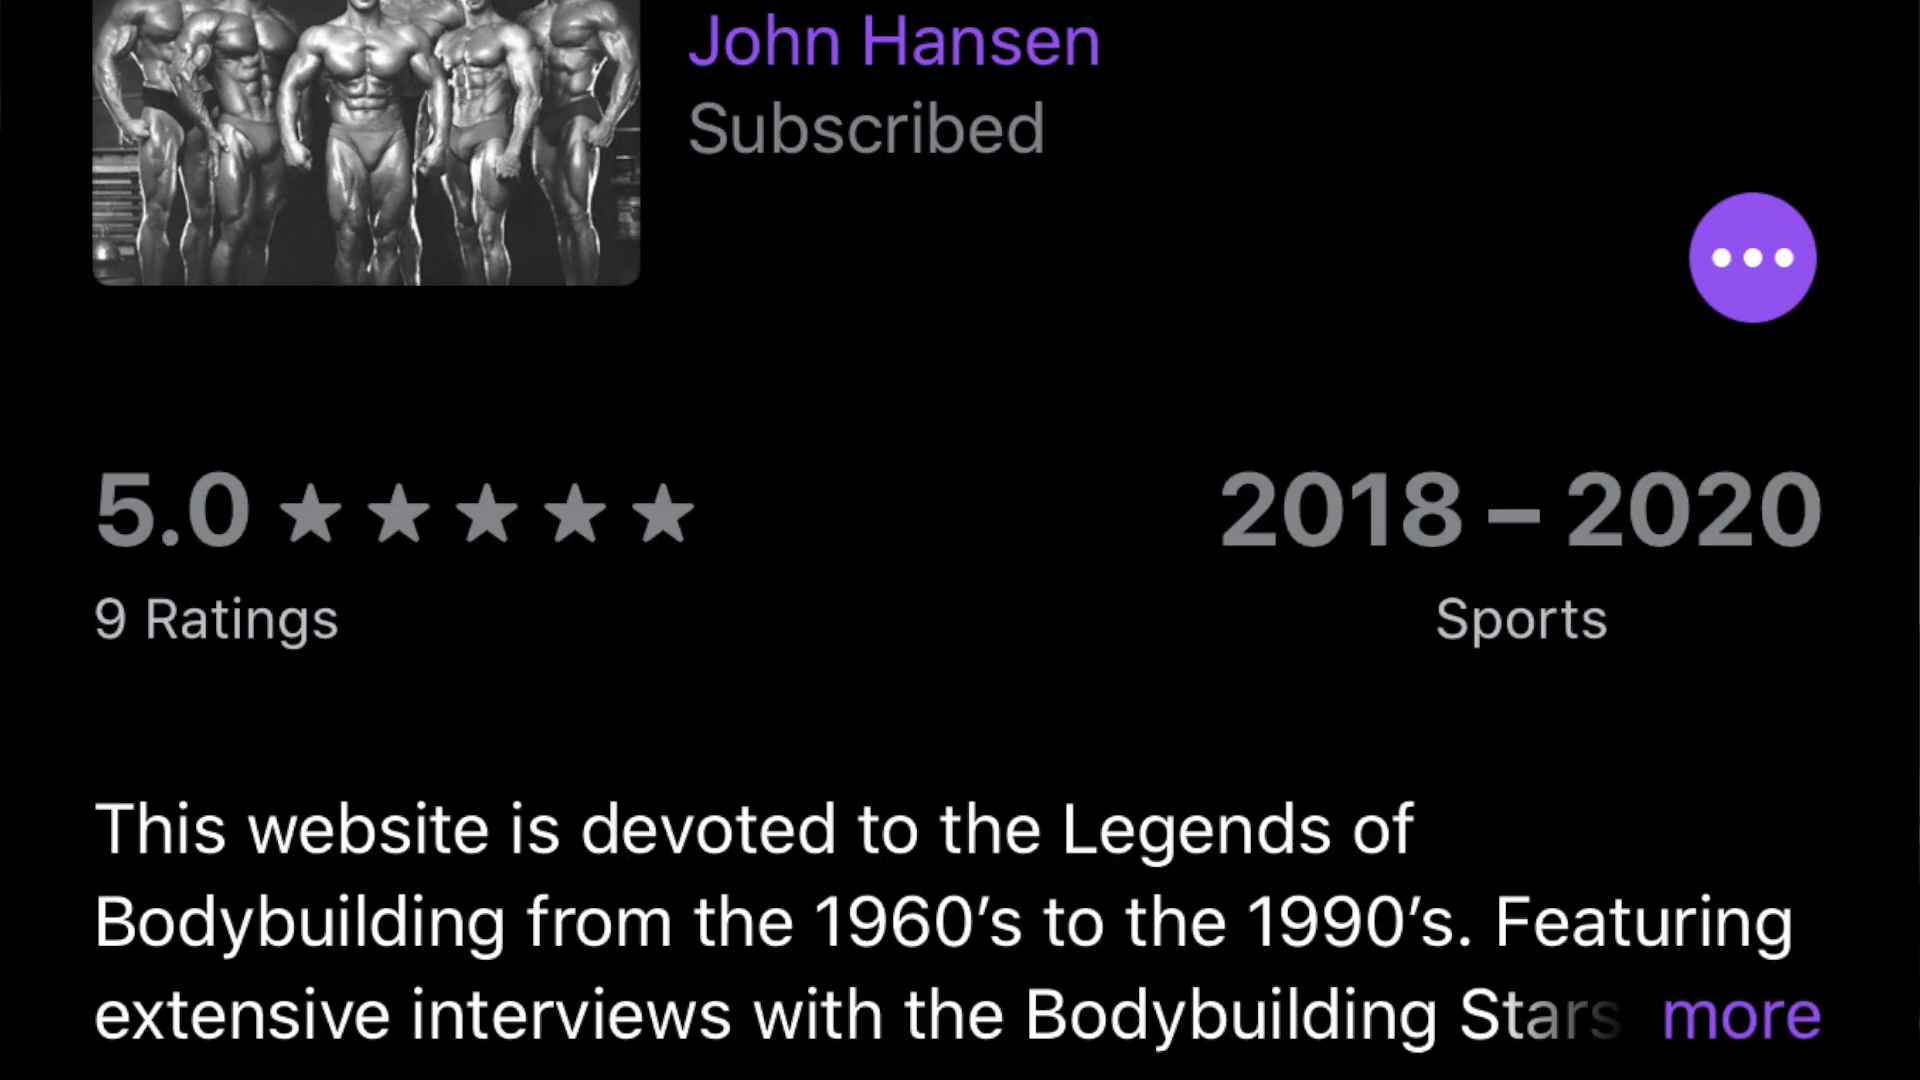 John Hansen
Subscribed
5.0 ★ ★ ★ ★ ★
2018 – 2020
9 Ratings
Sports
This website is devoted to the Legends of
Bodybuilding from the 1960’s to the 1990’s. Featuring
extensive interviews with the Bodybuilding Stars more